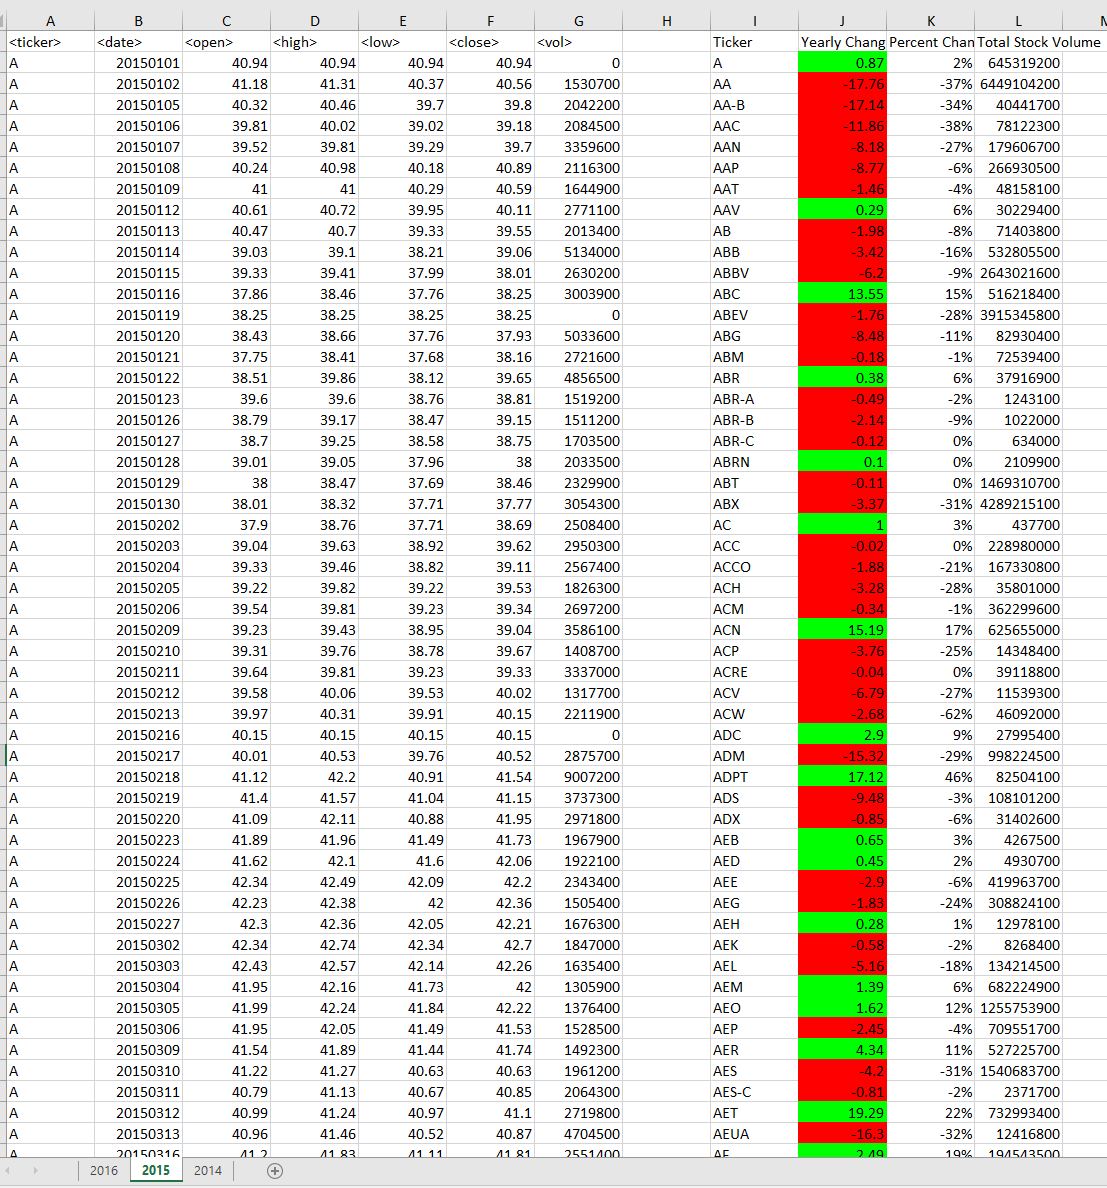 A B C D E F G H I J K L M
<ticker> <date> <open> <high> <low> <close> <vol> Ticker Yearly Chang Percent Chan Total Stock Volume
A 20150101 40.94 40.94 40.94 40.94 0 A 0.87 2% 645319200
A 20150102 41.18 41.31 40.37 40.56 1530700 AA -17.76 -37% 6449104200
A 20150105 40.32 40.46 39.7 39.8 2042200 AA-B -17.14 -34% 40441700
A 20150106 39.81 40.02 39.02 39.18 2084500 AAC -11.86 -38% 78122300
A 20150107 39.52 39.81 39.29 39.7 3359600 AAN -8.18 -27% 179606700
A 20150108 40.24 40.98 40.18 40.89 2116300 AAP -8.77 -6% 266930500
A 20150109 41 41 40.29 40.59 1644900 AAT -1.46 -4% 48158100
A 20150112 40.61 40.72 39.95 40.11 2771100 AAV 0.29 6% 30229400
A 20150113 40.47 40.7 39.33 39.55 2013400 AB -1.98 -8% 71403800
A 20150114 39.03 39.1 38.21 39.06 5134000 ABB -3.42 -16% 532805500
A 20150115 39.33 39.41 37.99 38.01 2630200 ABBV -6.2 -9% 2643021600
A 20150116 37.86 38.46 37.76 38.25 3003900 ABC 13.55 15% 516218400
A 20150119 38.25 38.25 38.25 38.25 0 ABEV -1.76 -28% 3915345800
A 20150120 38.43 38.66 37.76 37.93 5033600 ABG -8.48 -11% 82930400
A 20150121 37.75 38.41 37.68 38.16 2721600 ABM -0.18 -1% 72539400
A 20150122 38.51 39.86 38.12 39.65 4856500 ABR 0.38 6% 37916900
A 20150123 39.6 39.6 38.76 38.81 1519200 ABR-A -0.49 -2% 1243100
A 20150126 38.79 39.17 38.47 39.15 1511200 ABR-B -2.14 -9% 1022000
A 20150127 38.7 39.25 38.58 38.75 1703500 ABR-C -0.12 0% 634000
A 20150128 39.01 39.05 37.96 38 2033500 ABRN 0.1 0% 2109900
A 20150129 38 38.47 37.69 38.46 2329900 ABT -0.11 0% 1469310700
A 20150130 38.01 38.32 37.71 37.77 3054300 ABX -3.37 -31% 4289215100
A 20150202 37.9 38.76 37.71 38.69 2508400 AC 1 3% 437700
A 20150203 39.04 39.63 38.92 39.62 2950300 ACC -0.02 0% 228980000
A 20150204 39.33 39.46 38.82 39.11 2567400 ACCO -1.88 -21% 167330800
A 20150205 39.22 39.82 39.22 39.53 1826300 ACH -3.28 -28% 35801000
A 20150206 39.54 39.81 39.23 39.34 2697200 ACM -0.34 -1% 362299600
A 20150209 39.23 39.43 38.95 39.04 3586100 ACN 15.19 17% 625655000
A 20150210 39.31 39.76 38.78 39.67 1408700 ACP -3.76 -25% 14348400
A 20150211 39.64 39.81 39.23 39.33 3337000 ACRE -0.04 0% 39118800
A 20150212 39.58 40.06 39.53 40.02 1317700 ACV -6.79 -27% 11539300
A 20150213 39.97 40.31 39.91 40.15 2211900 ACW -2.68 -62% 46092000
A 20150216 40.15 40.15 40.15 40.15 0 ADC 2.9 9% 27995400
A 20150217 40.01 40.53 39.76 40.52 2875700 ADM -15.32 -29% 998224500
A 20150218 41.12 42.2 40.91 41.54 9007200 ADPT 17.12 46% 82504100
A 20150219 41.4 41.57 41.04 41.15 3737300 ADS -9.48 -3% 108101200
A 20150220 41.09 42.11 40.88 41.95 2971800 ADX -0.85 -6% 31402600
A 20150223 41.89 41.96 41.49 41.73 1967900 AEB 0.65 3% 4267500
A 20150224 41.62 42.1 41.6 42.06 1922100 AED 0.45 2% 4930700
A 20150225 42.34 42.49 42.09 42.2 2343400 AEE -2.9 -6% 419963700
A 20150226 42.23 42.38 42 42.36 1505400 AEG -1.83 -24% 308824100
A 20150227 42.3 42.36 42.05 42.21 1676300 AEH 0.28 1% 12978100
A 20150302 42.34 42.74 42.34 42.7 1847000 AEK -0.58 -2% 8268400
A 20150303 42.43 42.57 42.14 42.26 1635400 AEL -5.16 -18% 134214500
A 20150304 41.95 42.16 41.73 42 1305900 AEM 1.39 6% 682224900
A 20150305 41.99 42.24 41.84 42.22 1376400 AEO 1.62 12% 1255753900
A 20150306 41.95 42.05 41.49 41.53 1528500 AEP -2.45 -4% 709551700
A 20150309 41.54 41.89 41.44 41.74 1492300 AER 4.34 11% 527225700
A 20150310 41.22 41.27 40.63 40.63 1961200 AES -4.2 -31% 1540683700
A 20150311 40.79 41.13 40.67 40.85 2064300 AES-C -0.81 -2% 2371700
A 20150312 40.99 41.24 40.97 41.1 2719800 AET 19.29 22% 732993400
A 20150313 40.96 41.46 40.52 40.87 4704500 AEUA -16.3 -32% 12416800
A 20150316 41.2 41.83 41.11 41.81 2551400 AF 2.49 19% 194543500
2016 2015 2014